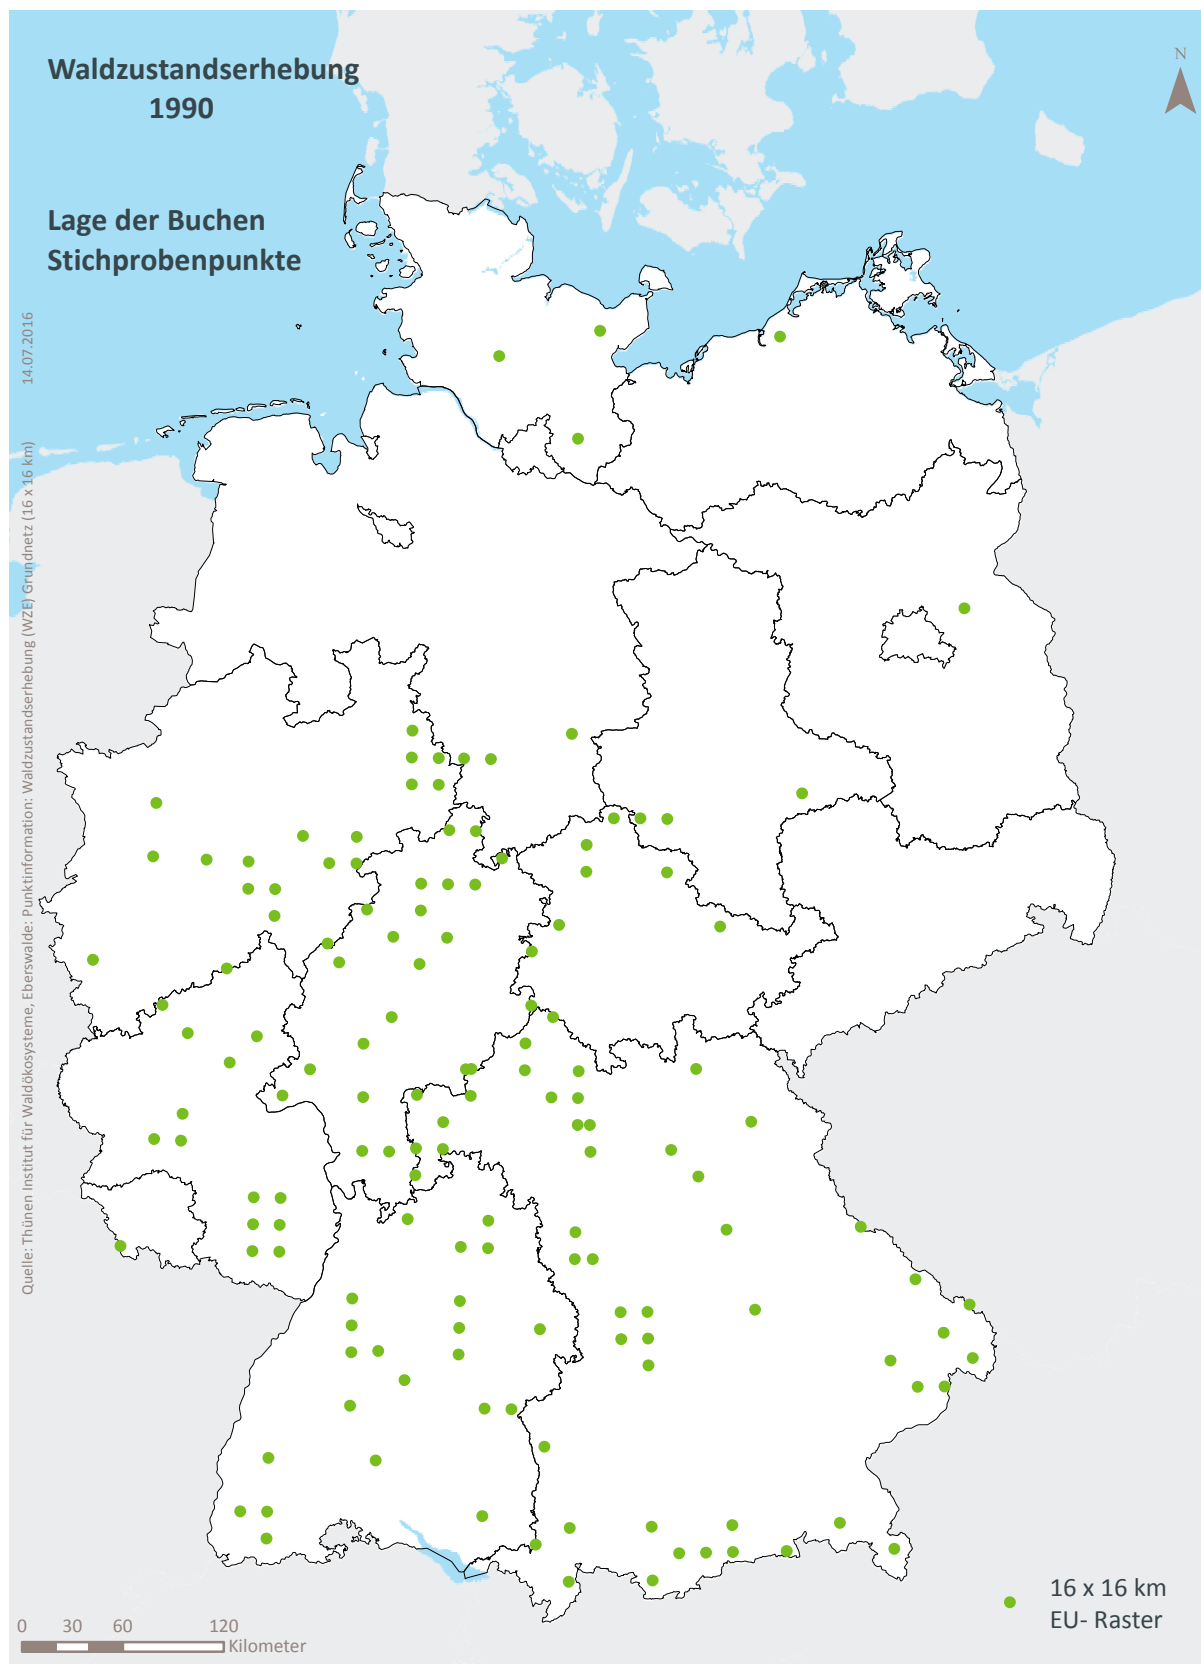 Waldzustandserhebung
1990
Lage der Buchen
Stichprobenpunkte
N
Quelle: Thünen Institut für Waldökosysteme, Eberswalde: Punktinformation: Waldzustandserhebung (WZE) Grundnetz (16 x 16 km) 14.07.2016
16 x 16 km
EU- Raster
0 30 60 120
Kilometer